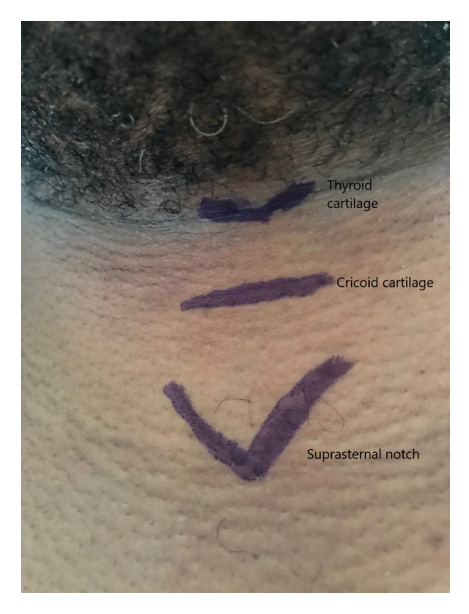 Thyroid
cartilage
Cricoid cartilage
Suprasternal notch